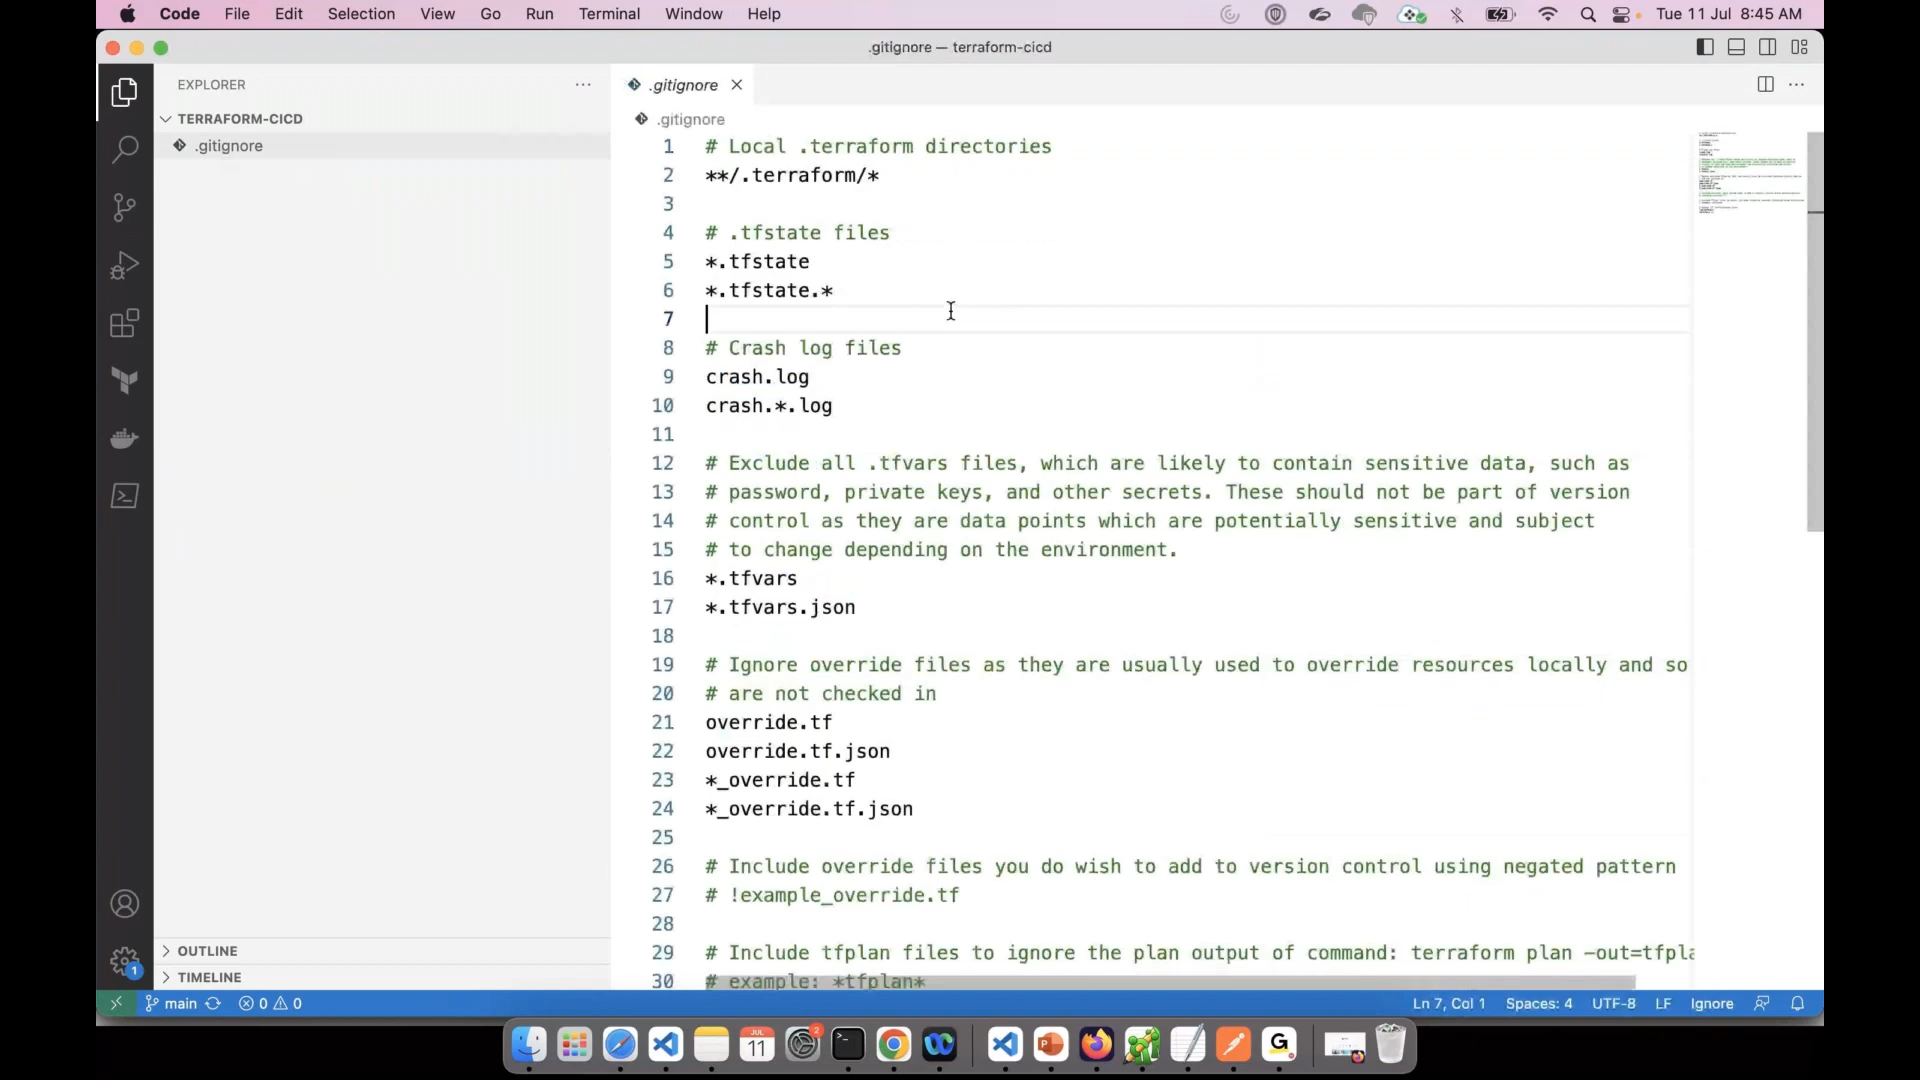 Code File Edit Selection View Go Run Terminal Window Help Tue 11 Jul 8:45 AM
.gitignore — terraform-cicd
EXPLORER
.gitignore
TERRAFORM-CICD
.gitignore
.gitignore
1 # Local .terraform directories
2 **/.terraform/*
3
4 # .tfstate files
5 *.tfstate
6 *.tfstate.*
7
8 # Crash log files
9 crash.log
10 crash.*.log
11
12 # Exclude all .tfvars files, which are likely to contain sensitive data, such as
13 # password, private keys, and other secrets. These should not be part of version
14 # control as they are data points which are potentially sensitive and subject
15 # to change depending on the environment.
16 *.tfvars
17 *.tfvars.json
18
19 # Ignore override files as they are usually used to override resources locally and so
20 # are not checked in
21 override.tf
22 override.tf.json
23 *_override.tf
24 *_override.tf.json
25
26 # Include override files you do wish to add to version control using negated pattern
27 # !example_override.tf
28
29 # Include tfplan files to ignore the plan output of command: terraform plan -out=tfpla
30 # example: *tfplan*
OUTLINE
TIMELINE
1
main 0 0 Ln 7, Col 1 Spaces: 4 UTF-8 LF Ignore
JUL
11
2